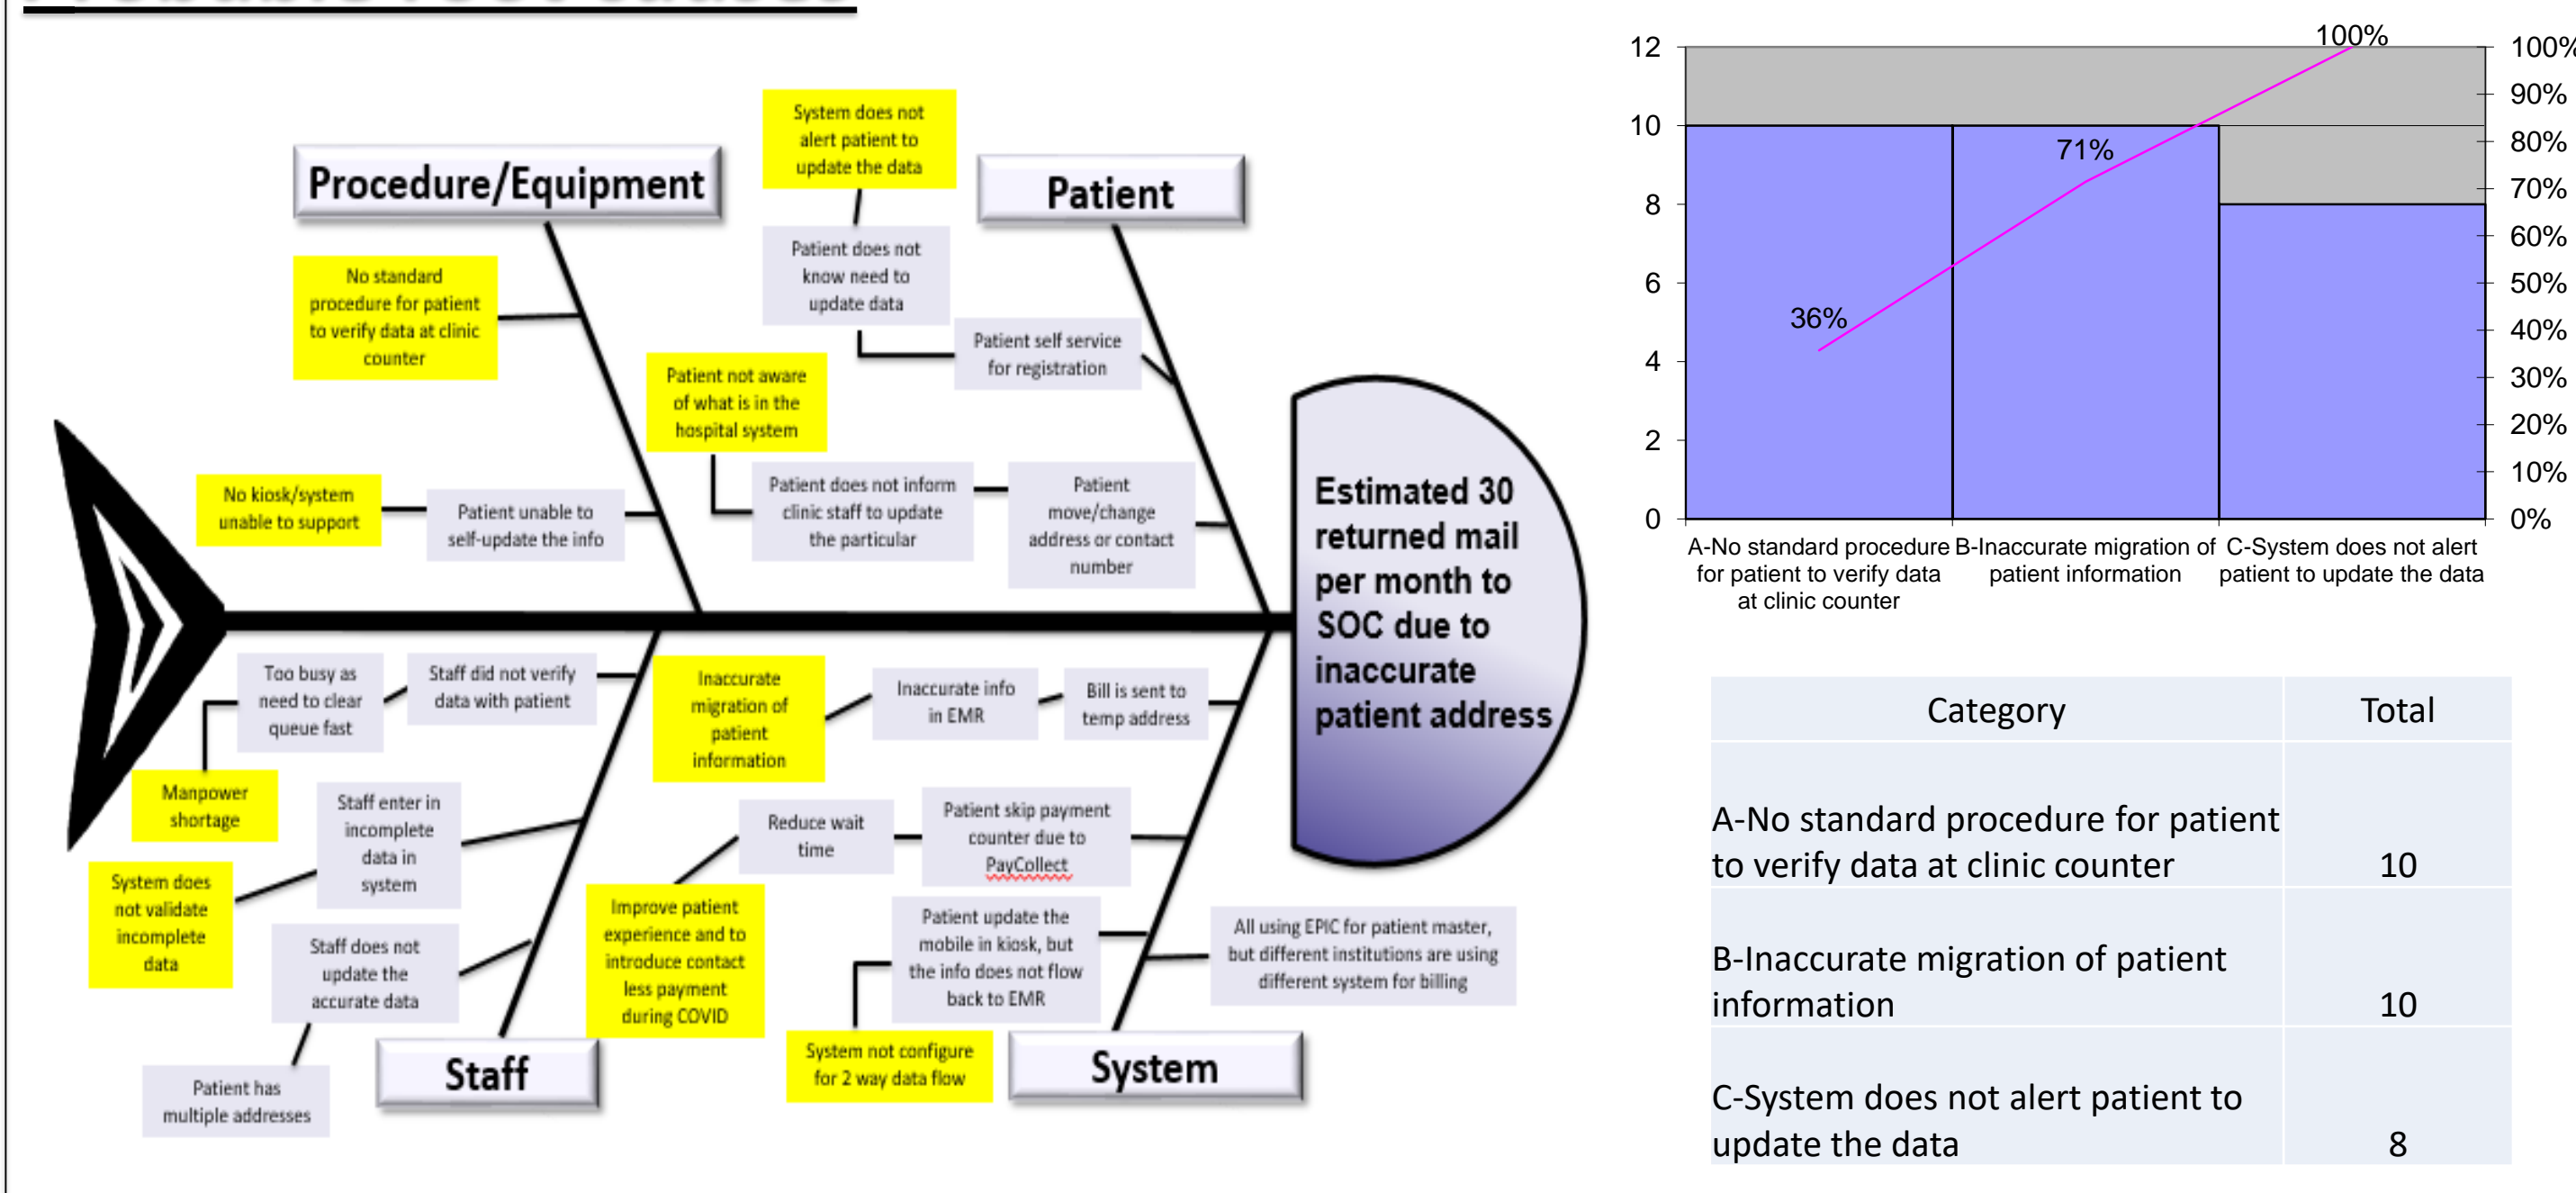 Procedure/Equipment
No standard
procedure for patient
to verify data at clinic
counter
No kiosk/system
unable to support
Patient unable to
self-update the info
System does not
alert patient to
update the data
Patient
Patient does not
know need to
update data
Patient self service
for registration
Patient not aware
of what is in the
hospital system
Patient does not inform
clinic staff to update
the particular
Patient
move/change
address or contact
number
Estimated 30
returned mail
per month to
SOC due to
inaccurate
patient address
Too busy as
need to clear
queue fast
Staff did not verify
data with patient
Manpower
shortage
Staff enter in
incomplete
data in
system
System does
not validate
incomplete
data
Staff does not
update the
accurate data
Patient has
multiple addresses
Staff
Inaccurate
migration of
patient
information
Inaccurate info
in EMR
Bill is sent to
temp address
Reduce wait
time
Patient skip payment
counter due to
PayCollect
Improve patient
experience and to
introduce contact
less payment
during COVID
Patient update the
mobile in kiosk, but
the info does not flow
back to EMR
All using EPIC for patient master,
but different institutions are using
different system for billing
System not configure
for 2 way data flow
System
12
10
8
6
4
2
0
36%
71%
100%
100%
90%
80%
70%
60%
50%
40%
30%
20%
10%
0%
A-No standard procedure
for patient to verify data
at clinic counter
B-Inaccurate migration of
patient information
C-System does not alert
patient to update the data
Category Total
A-No standard procedure for patient
to verify data at clinic counter 10
B-Inaccurate migration of patient
information 10
C-System does not alert patient to
update the data 8